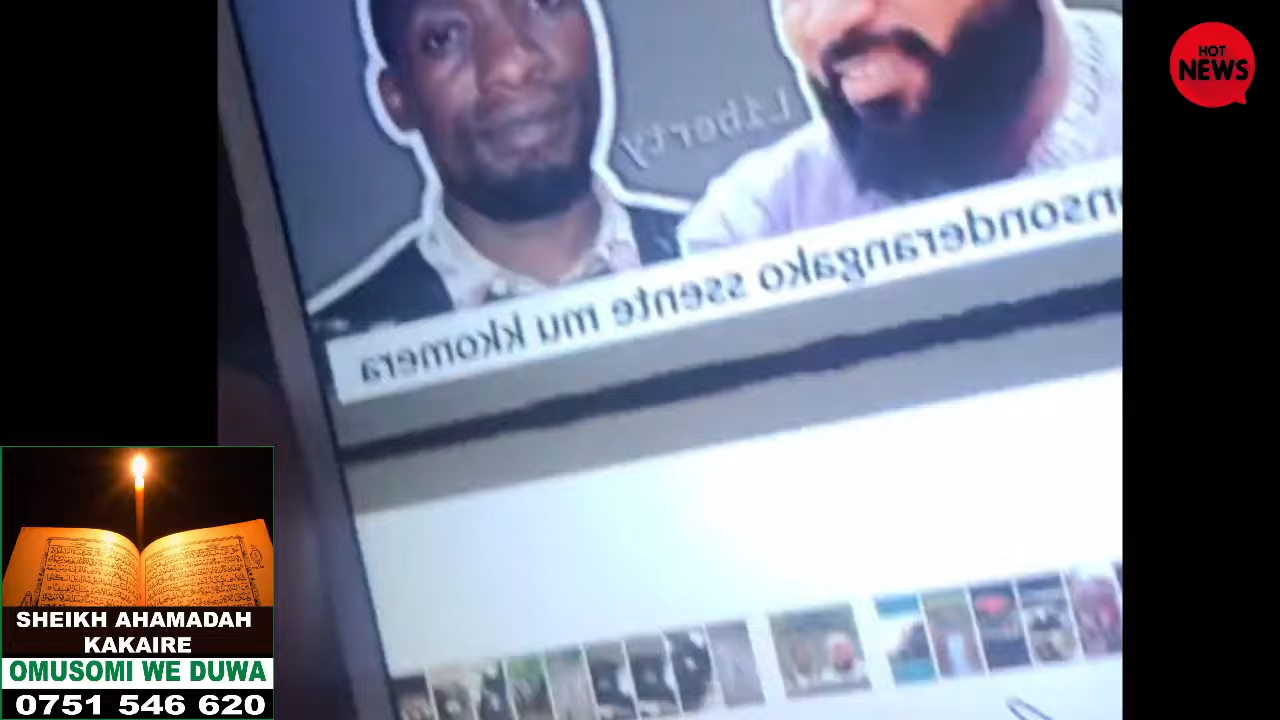 HOT
NEWS
Liberty
nsonderangako ssente mu kkomera
SHEIKH AHAMADAH
KAKAIRE
OMUSOMI WE DUWA
0751 546 620